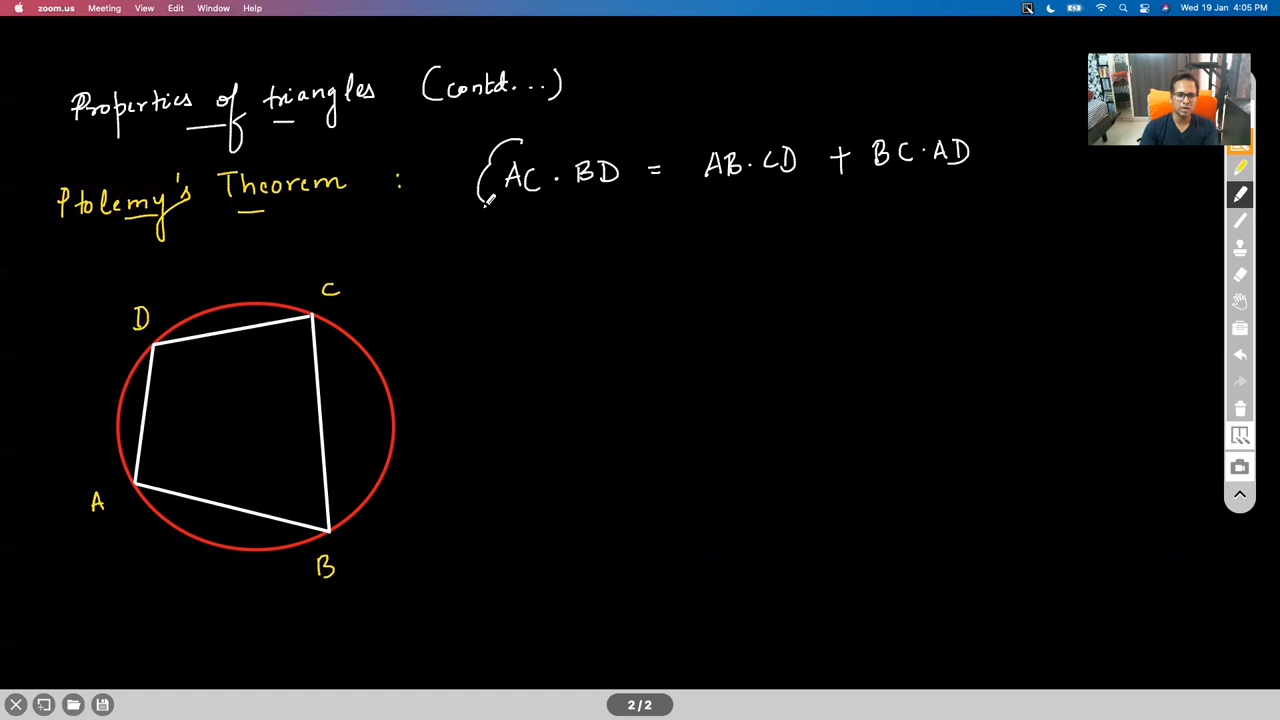 zoom.us Meeting View Edit Window Help Wed 19 Jan 4:05 PM
Properties of triangles (contd...)
Ptolemy's Theorem : AC · BD = AB · CD + BC · AD
C
D
A
B
2/2